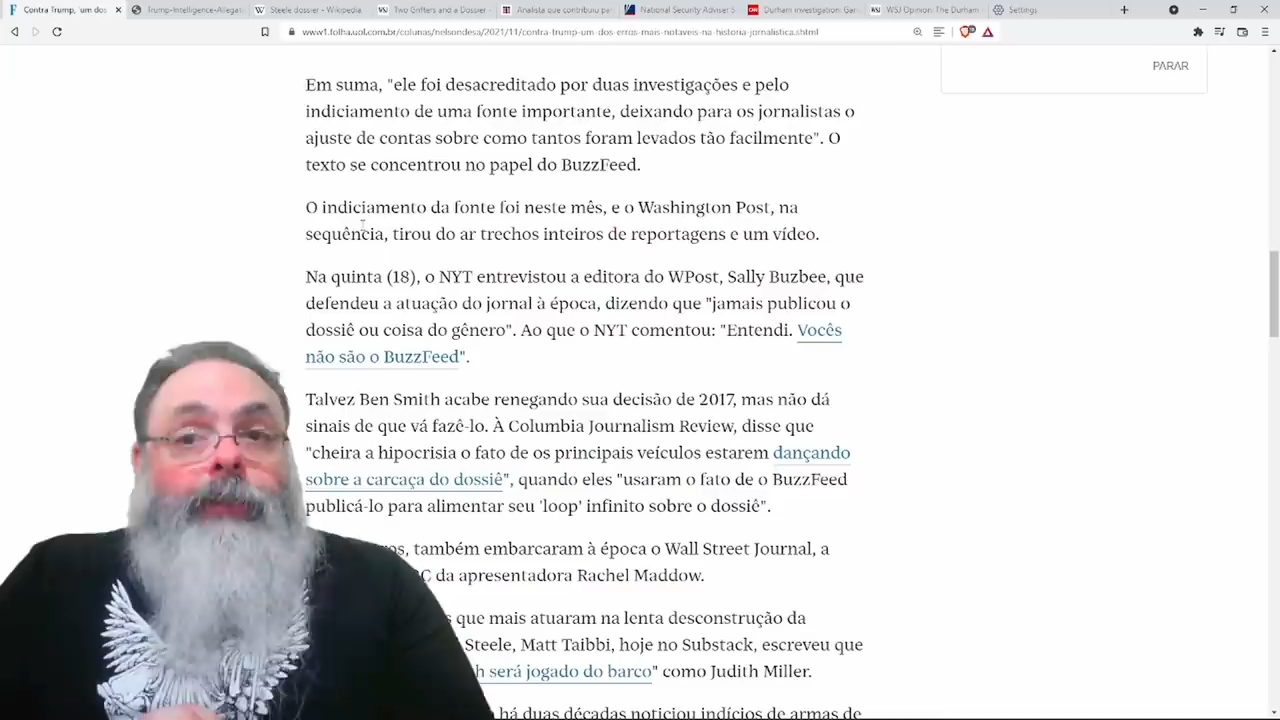 Contra Trump, 'um dos
Trump-Intelligence-Allegat
Steele dossier - Wikipedia
Two Grifters and a Dossier -
Analista que contribuiu pa
National Security Adviser S
Durham investigation: Gar
WSJ Opinion: The Durham
Settings
www1.folha.uol.com.br/colunas/nelsondesa/2021/11/contra-trump-um-dos-erros-mais-notaveis-na-historia-jornalistica.shtml
PARAR
Em suma, "ele foi desacreditado por duas investigações e pelo
indiciamento de uma fonte importante, deixando para os jornalistas o
ajuste de contas sobre como tantos foram levados tão facilmente". O
texto se concentrou no papel do BuzzFeed.
O indiciamento da fonte foi neste mês, e o Washington Post, na
sequência, tirou do ar trechos inteiros de reportagens e um vídeo.
Na quinta (18), o NYT entrevistou a editora do WPost, Sally Buzbee, que
defendeu a atuação do jornal à época, dizendo que "jamais publicou o
dossiê ou coisa do gênero". Ao que o NYT comentou: "Entendi. Vocês
não são o BuzzFeed".
Talvez Ben Smith acabe renegando sua decisão de 2017, mas não dá
sinais de que vá fazê-lo. À Columbia Journalism Review, disse que
"cheira a hipocrisia o fato de os principais veículos estarem dançando
sobre a carcaça do dossiê", quando eles "usaram o fato de o BuzzFeed
publicá-lo para alimentar seu 'loop' infinito sobre o dossiê".
também embarcaram à época o Wall Street Journal, a
da apresentadora Rachel Maddow.
que mais atuaram na lenta desconstrução da
Steele, Matt Taibbi, hoje no Substack, escreveu que
será jogado do barco" como Judith Miller.
há duas décadas noticiou indícios de armas de